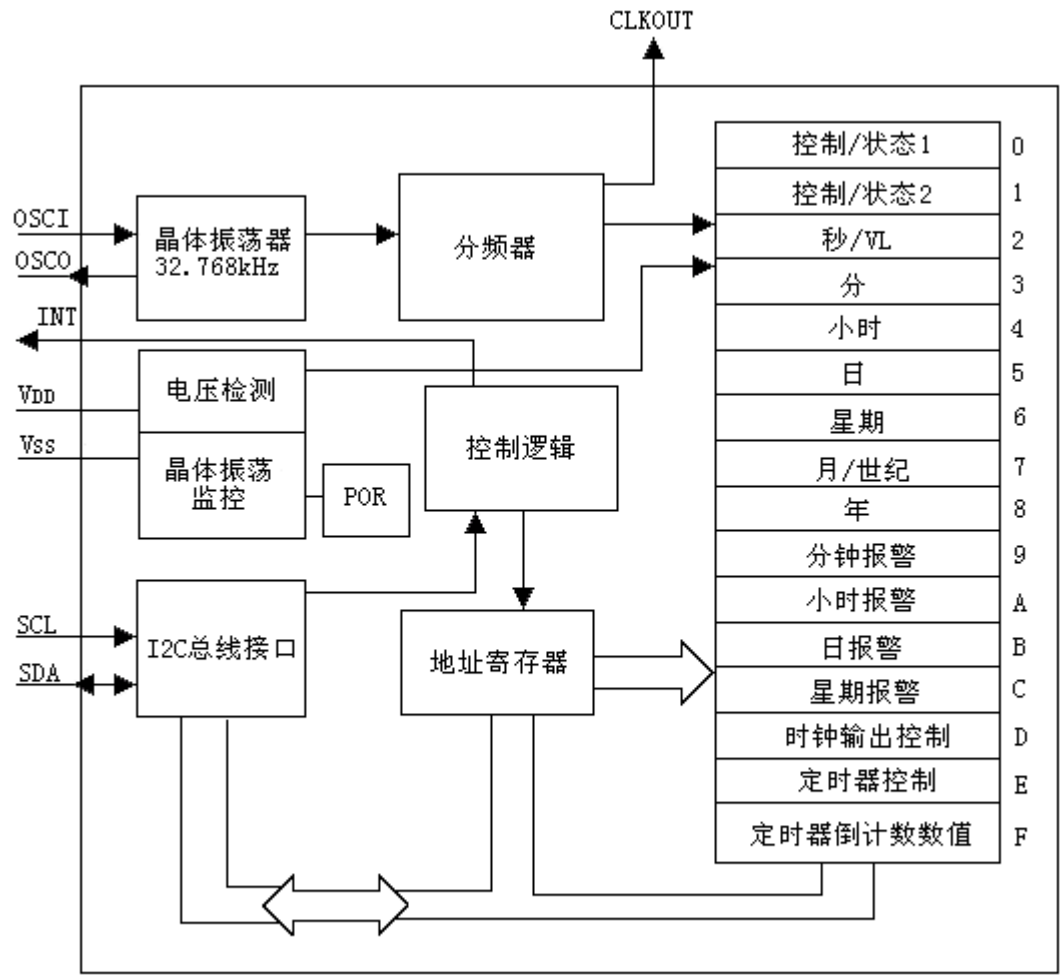 CLKOUT
控制/状态1 0
控制/状态2 1
秒/VL 2
分 3
小时 4
日 5
星期 6
月/世纪 7
年 8
分钟报警 9
小时报警 A
日报警 B
星期报警 C
时钟输出控制 D
定时器控制 E
定时器倒计数数值 F
OSCI
OSCO
晶体振荡器
32.768kHz
分频器
INT
VDD
VSS
电压检测
晶体振荡
监控
POR
控制逻辑
SCL
SDA
I2C总线接口
地址寄存器